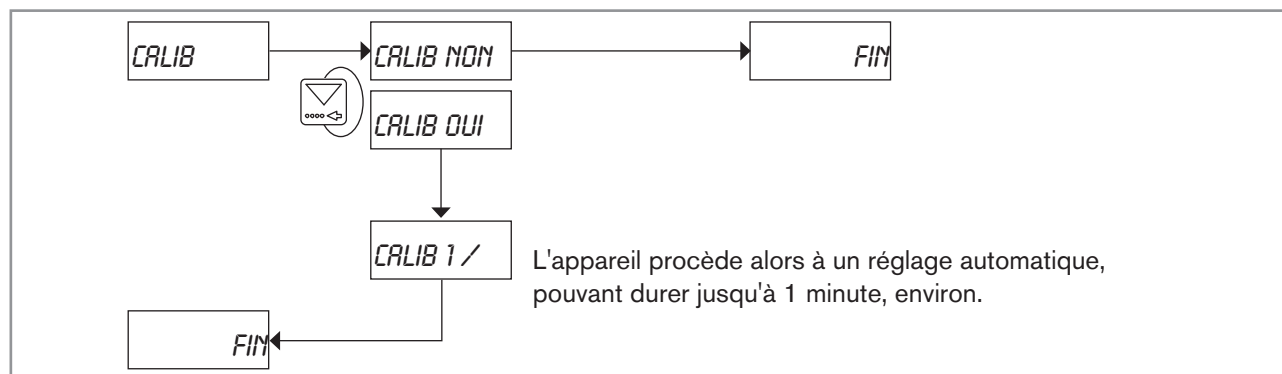 CALIB
CALIB NON
FIN
CALIB OUI
CALIB 1 /
L'appareil procède alors à un réglage automatique,
pouvant durer jusqu'à 1 minute, environ.
FIN